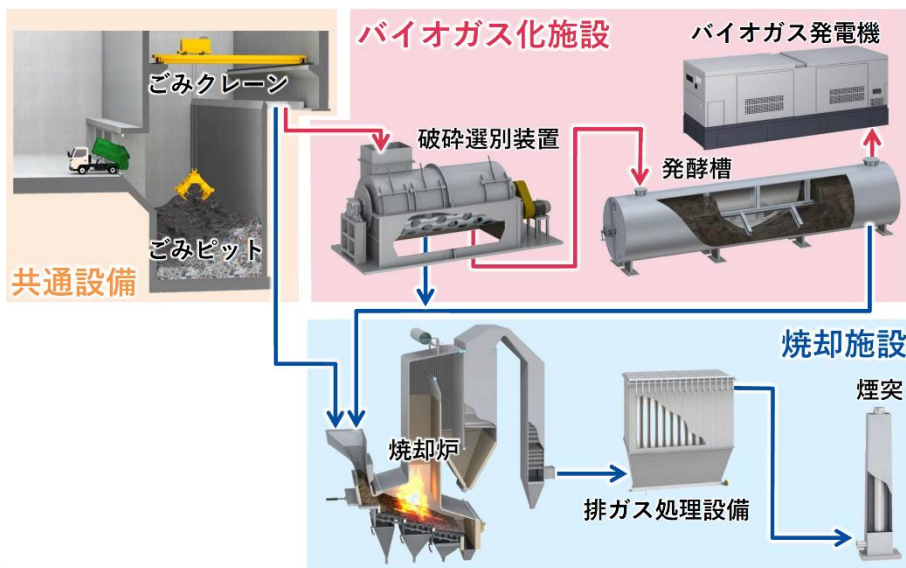 ごみクレーン
ごみピット
共通設備
バイオガス化施設
バイオガス発電機
破砕選別装置
発酵槽
焼却施設
煙突
焼却炉
排ガス処理設備